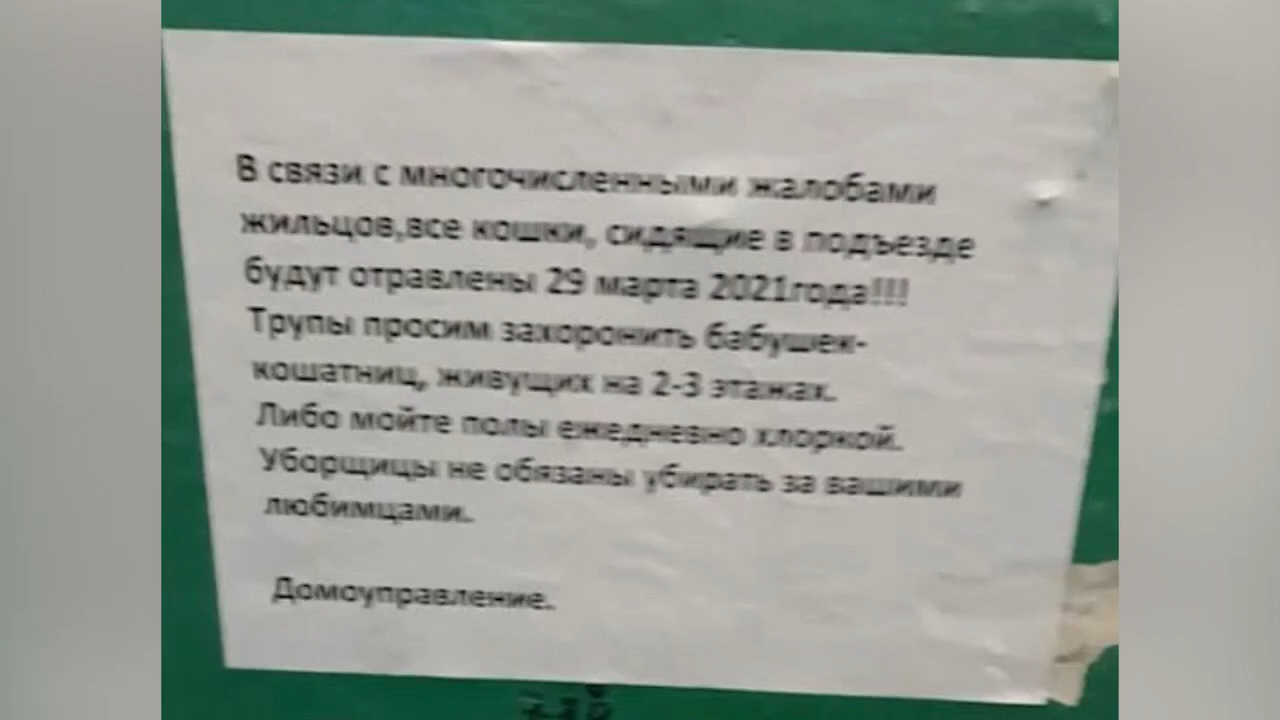 В связи с многочисленными жалобами
жильцов,все кошки, сидящие в подъезде
будут отравлены 29 марта 2021года!!!
Трупы просим захоронить бабушек-
кошатниц, живущих на 2-3 этажах.
Либо мойте полы ежедневно хлоркой.
Уборщицы не обязаны убирать за вашими
любимцами.
Домоуправление.